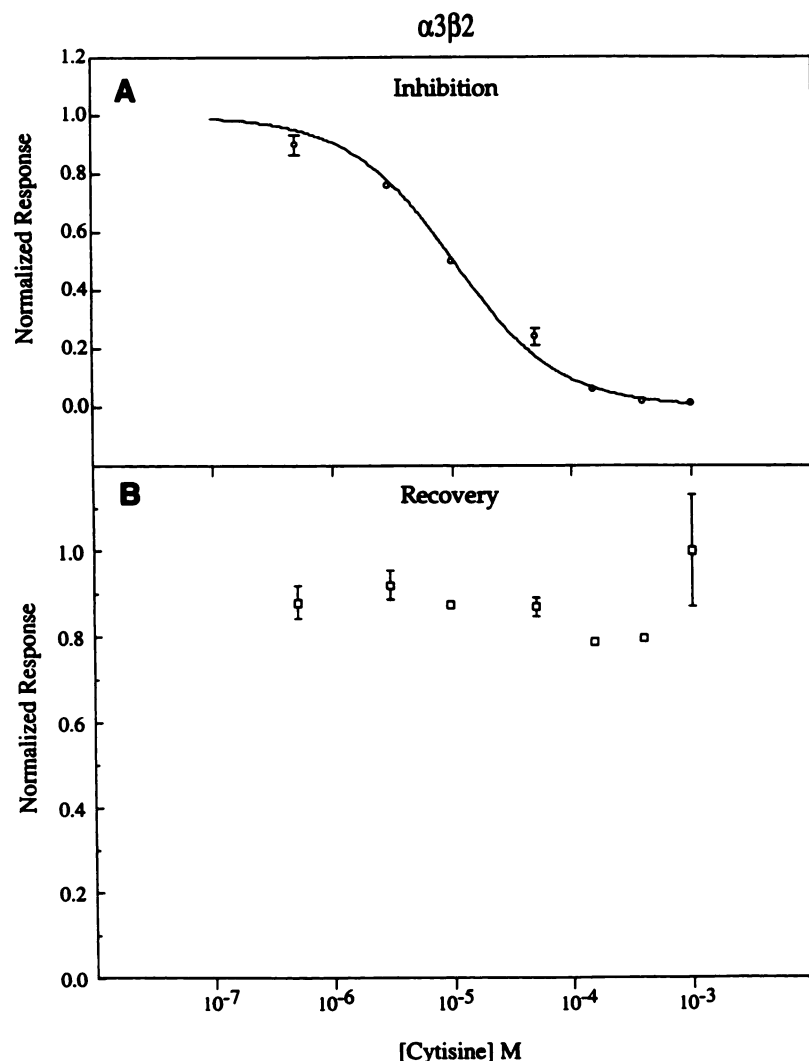 α3β2
A
Inhibition
1.2
1.0
0.8
0.6
0.4
0.2
0.0
Normalized Response
B
Recovery
1.0
0.8
0.6
0.4
0.2
0.0
Normalized Response
10-7 10-6 10-5 10-4 10-3
[Cytisine] M